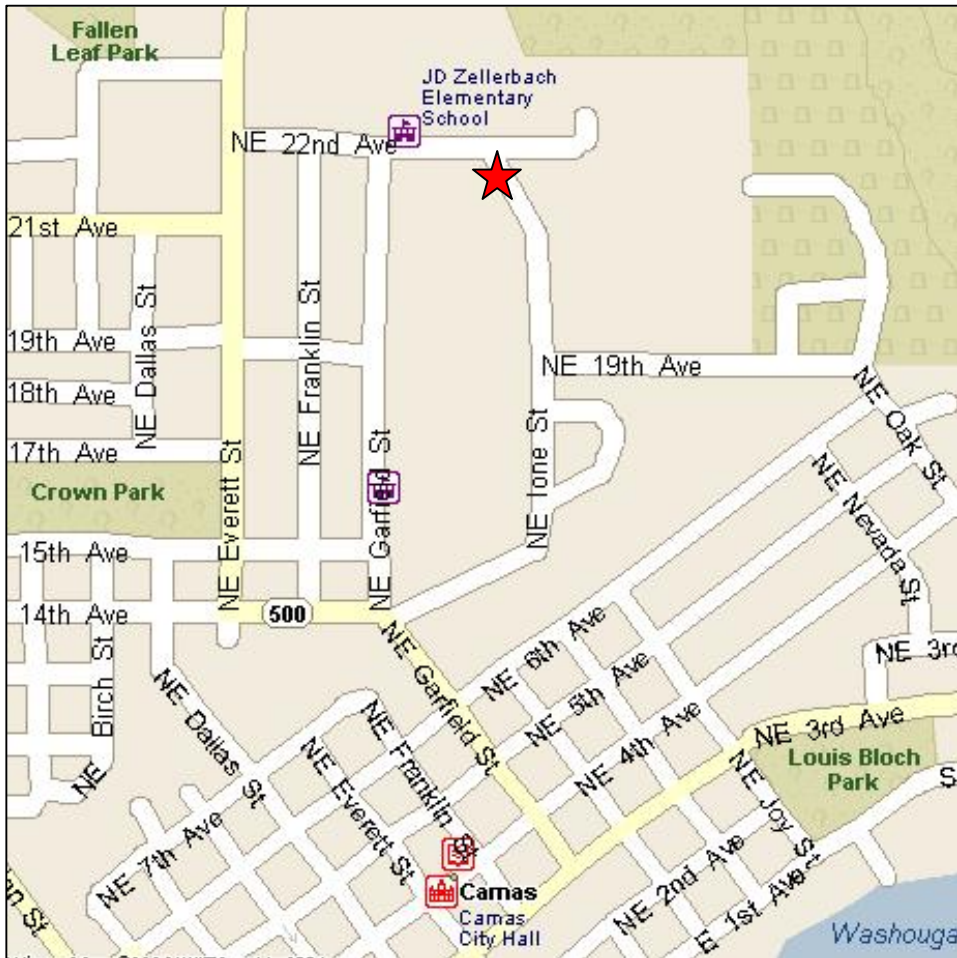 Fallen
Leaf Park
JD Zellerbach
Elementary
School
NE 22nd Ave
21st Ave
NE Dallas St
NE Franklin St
19th Ave
NE 19th Ave
18th Ave
NE Everett St
NE Garfield St
NE Ione St
NE Oak St
17th Ave
Crown Park
NE Nevada St
15th Ave
14th Ave
500
Birch St
NE
NE 6th Ave
NE 3rd
NE Garfield St
NE 5th Ave
NE Dallas St
NE Franklin St
NE 4th Ave
NE 3rd Ave
NE Everett St
Louis Bloch
Park
NE Joy St
S
NE 7th Ave
NE 2nd Ave
E 1st Ave
Camas
Camas
City Hall
St
Washouga